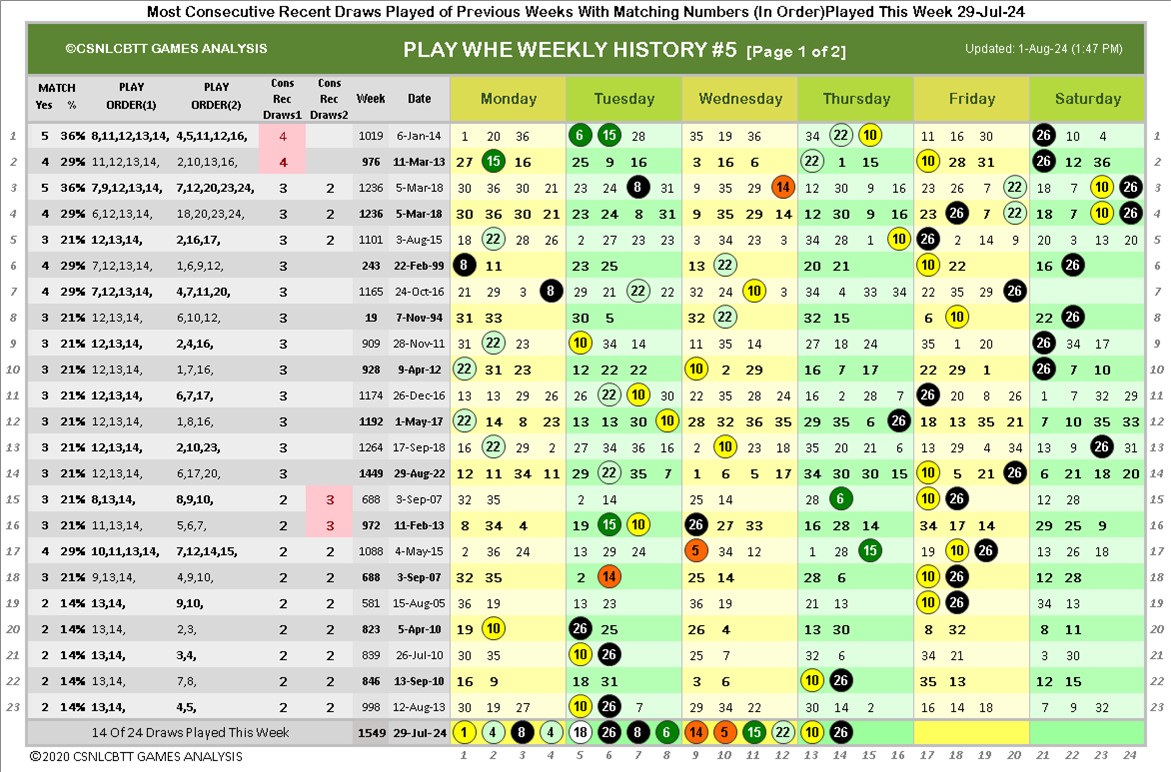 Most Consecutive Recent Draws Played of Previous Weeks With Matching Numbers (In Order)Played This Week 29-Jul-24
©CSNLCBTT GAMES ANALYSIS PLAY WHE WEEKLY HISTORY #5 [Page 1 of 2] Updated: 1-Aug-24 (1:47 PM)
MATCH Yes % PLAY ORDER(1) PLAY ORDER(2) Cons Rec Draws1 Cons Rec Draws2 Week Date Monday Tuesday Wednesday Thursday Friday Saturday
1 5 36% 8,11,12,13,14, 4,5,11,12,16, 4 1019 6-Jan-14 1 20 36 6 15 28 35 19 36 34 22 10 11 16 30 26 10 4 1
2 4 29% 11,12,13,14, 2,10,13,16, 4 976 11-Mar-13 27 15 16 25 9 16 3 16 6 22 1 15 10 28 31 26 12 36 2
3 5 36% 7,9,12,13,14, 7,12,20,23,24, 3 2 1236 5-Mar-18 30 36 30 21 23 24 8 31 9 35 29 14 12 30 9 16 23 26 7 22 18 7 10 26 3
4 4 29% 6,12,13,14, 18,20,23,24, 3 2 1236 5-Mar-18 30 36 30 21 23 24 8 31 9 35 29 14 12 30 9 16 23 26 7 22 18 7 10 26 4
5 3 21% 12,13,14, 2,16,17, 3 2 1101 3-Aug-15 18 22 28 26 2 27 23 23 3 34 23 3 34 28 1 10 26 2 14 9 20 3 13 20 5
6 4 29% 7,12,13,14, 1,6,9,12, 3 243 22-Feb-99 8 11 23 25 13 22 20 21 10 22 16 26 6
7 4 29% 7,12,13,14, 4,7,11,20, 3 1165 24-Oct-16 21 29 3 8 29 21 22 22 32 24 10 3 34 4 33 34 22 35 29 26 7
8 3 21% 12,13,14, 6,10,12, 3 19 7-Nov-94 31 33 30 5 32 22 32 15 6 10 22 26 8
9 3 21% 12,13,14, 2,4,16, 3 909 28-Nov-11 31 22 23 10 34 14 11 35 14 27 18 24 35 1 20 26 34 17 9
10 3 21% 12,13,14, 1,7,16, 3 928 9-Apr-12 22 31 23 12 22 22 10 2 29 16 7 17 22 29 1 26 7 10 10
11 3 21% 12,13,14, 6,7,17, 3 1174 26-Dec-16 13 13 29 26 26 22 10 30 22 35 28 24 16 2 28 7 26 20 8 26 1 7 32 29 11
12 3 21% 12,13,14, 1,8,16, 3 1192 1-May-17 22 14 8 23 13 13 30 10 28 32 36 35 29 35 6 26 18 13 35 21 7 10 35 33 12
13 3 21% 12,13,14, 2,10,23, 3 1264 17-Sep-18 16 22 29 2 27 34 36 16 2 10 23 18 35 20 21 6 13 29 4 34 13 9 26 31 13
14 3 21% 12,13,14, 6,17,20, 3 1449 29-Aug-22 12 11 34 11 29 22 35 7 1 6 5 17 34 30 30 15 10 5 21 26 6 21 18 20 14
15 3 21% 8,13,14, 8,9,10, 2 3 688 3-Sep-07 32 35 2 14 25 14 28 6 10 26 12 28 15
16 3 21% 11,13,14, 5,6,7, 2 3 972 11-Feb-13 8 34 4 19 15 10 26 27 33 16 28 14 34 17 14 29 25 9 16
17 4 29% 10,11,13,14, 7,12,14,15, 2 2 1088 4-May-15 2 36 24 13 29 24 5 34 12 1 28 15 19 10 26 13 26 18 17
18 3 21% 9,13,14, 4,9,10, 2 2 688 3-Sep-07 32 35 2 14 25 14 28 6 10 26 12 28 18
19 2 14% 13,14, 9,10, 2 2 581 15-Aug-05 36 19 13 23 36 19 21 13 10 26 34 13 19
20 2 14% 13,14, 2,3, 2 2 823 5-Apr-10 19 10 26 25 26 4 13 30 8 32 8 11 20
21 2 14% 13,14, 3,4, 2 2 839 26-Jul-10 30 35 10 26 25 7 32 6 34 21 3 30 21
22 2 14% 13,14, 7,8, 2 2 846 13-Sep-10 16 9 18 31 3 6 10 26 35 13 12 15 22
23 2 14% 13,14, 4,5, 2 2 998 12-Aug-13 30 19 27 10 26 7 29 34 22 30 14 2 16 14 18 7 9 32 23
14 Of 24 Draws Played This Week 1549 29-Jul-24 1 4 8 4 18 26 8 6 14 5 15 22 10 26
©2020 CSNLCBTT GAMES ANALYSIS 1 2 3 4 5 6 7 8 9 10 11 12 13 14 15 16 17 18 19 20 21 22 23 24